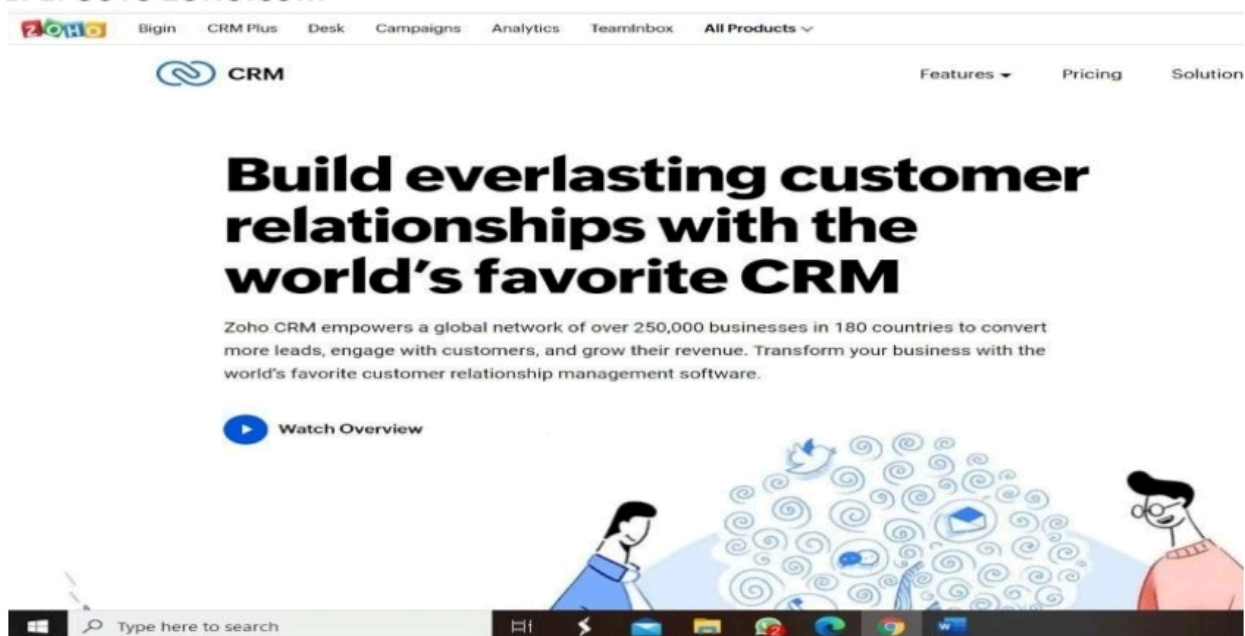 ZOHO Bigin CRM Plus Desk Campaigns Analytics TeamInbox All Products
CRM Features Pricing Solution
Build everlasting customer
relationships with the
world's favorite CRM
Zoho CRM empowers a global network of over 250,000 businesses in 180 countries to convert
more leads, engage with customers, and grow their revenue. Transform your business with the
world's favorite customer relationship management software.
Watch Overview
Type here to search